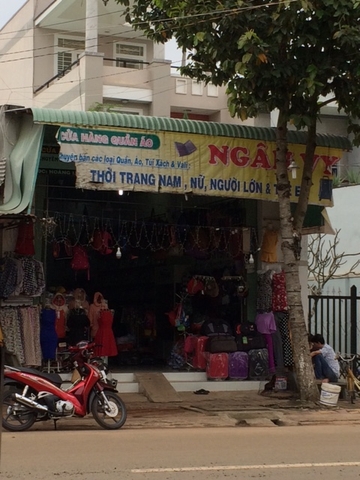 CỬA HÀNG QUẦN ÁO
chuyên bán các loại Quần, Áo, Túi Xách & Vali
THỜI TRANG NAM, NỮ, NGƯỜI LỚN &
VY